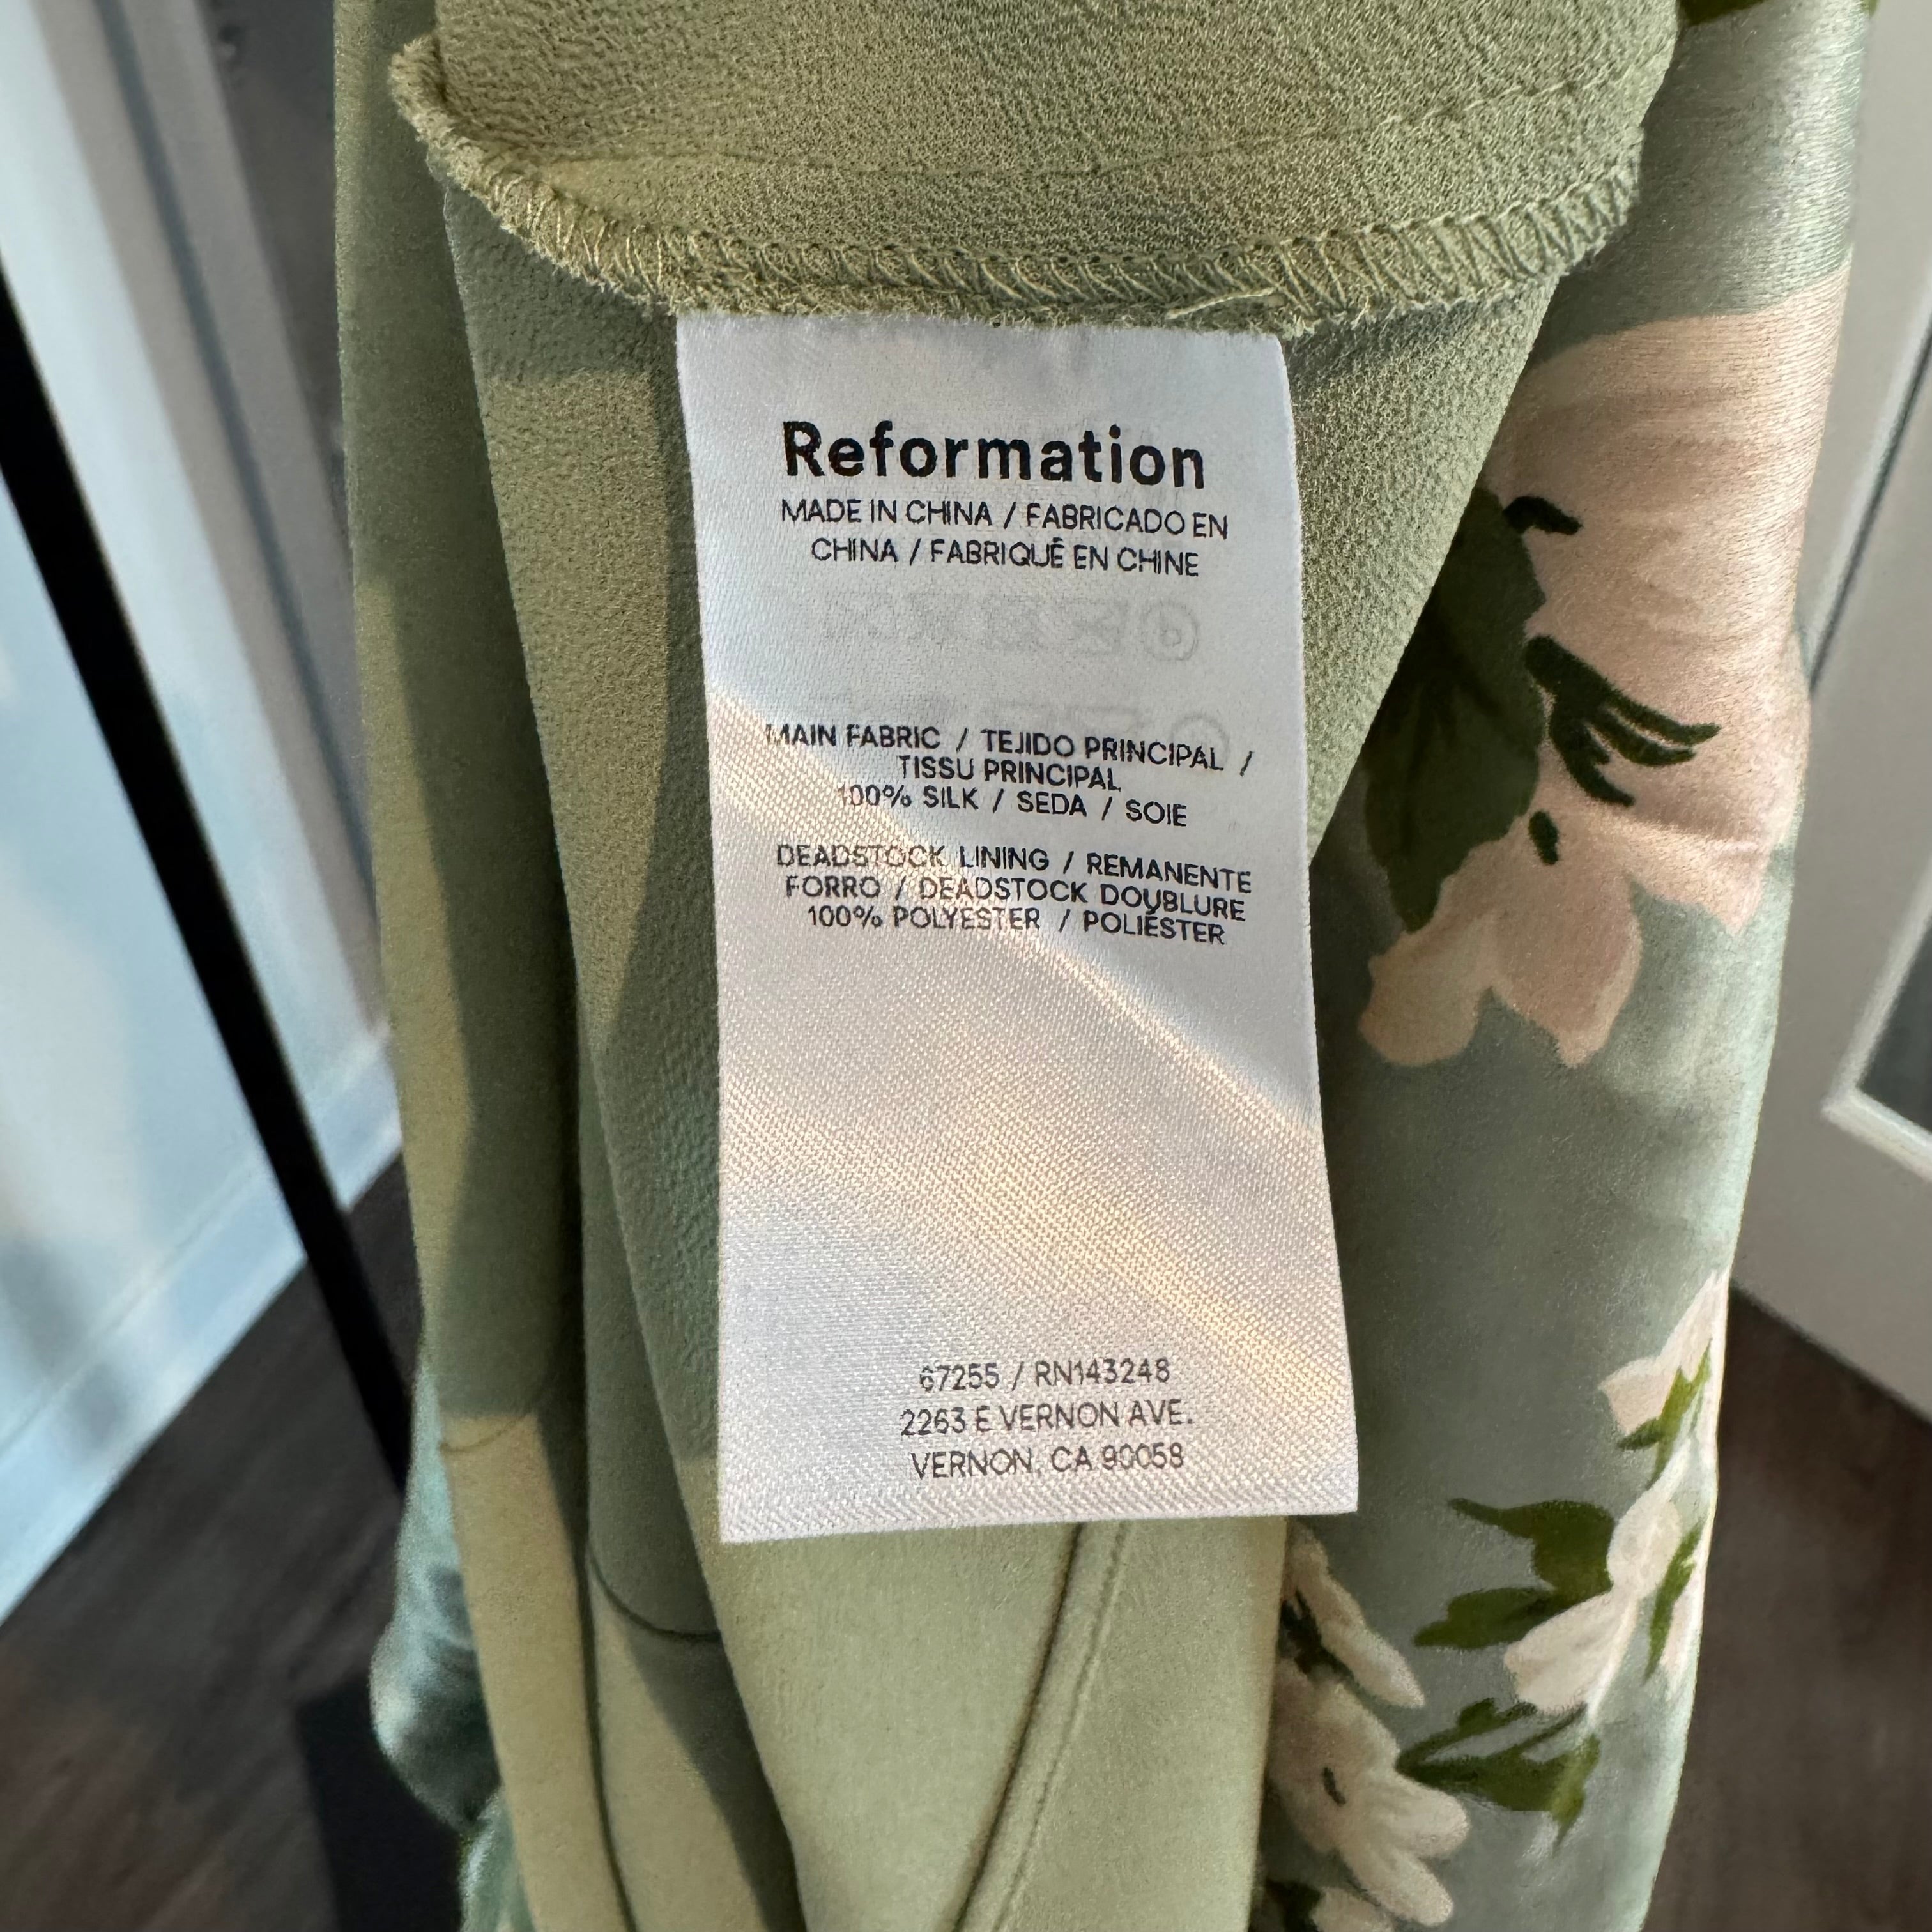 Reformation
MADE IN CHINA / FABRICADO EN
CHINA / FABRIQUÉ EN CHINE
MAIN FABRIC / TEJIDO PRINCIPAL /
TISSU PRINCIPAL
100% SILK / SEDA / SOIE
DEADSTOCK LINING / REMANENTE
FORRO / DEADSTOCK DOUBLURE
100% POLYESTER / POLIÉSTER
67255 / RN143248
2263 E VERNON AVE.
VERNON, CA 90058